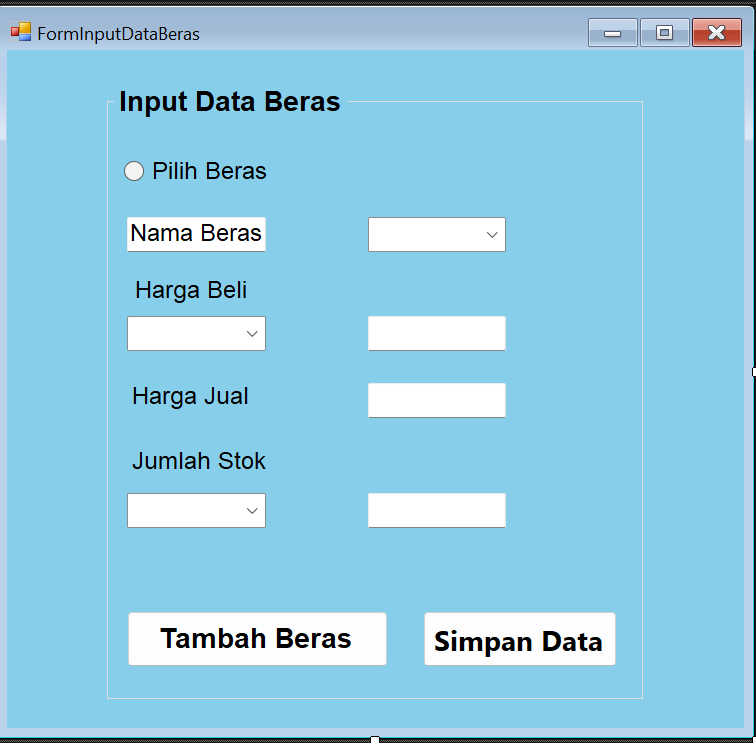 FormInputDataBeras
Input Data Beras
Pilih Beras
Nama Beras
Harga Beli
Harga Jual
Jumlah Stok
Tambah Beras
Simpan Data